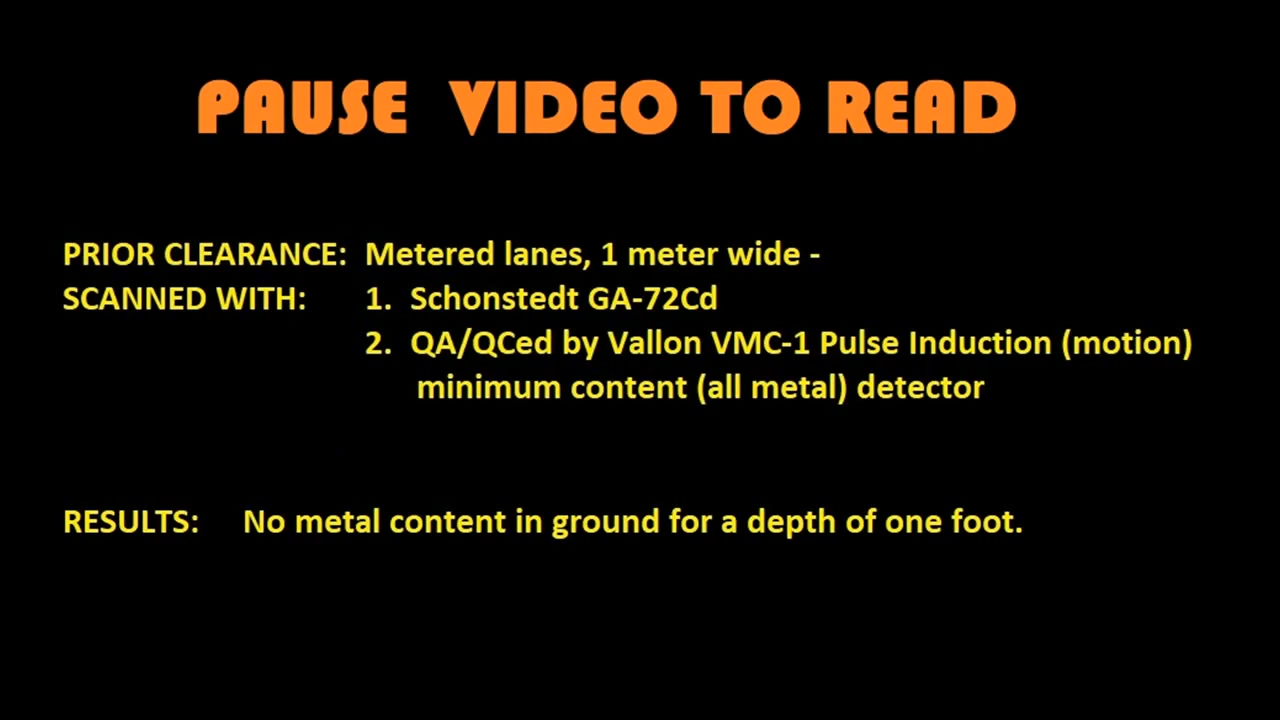 PAUSE VIDEO TO READ
PRIOR CLEARANCE: Metered lanes, 1 meter wide -
SCANNED WITH: 1. Schonstedt GA-72Cd
2. QA/QCed by Vallon VMC-1 Pulse Induction (motion)
minimum content (all metal) detector
RESULTS: No metal content in ground for a depth of one foot.